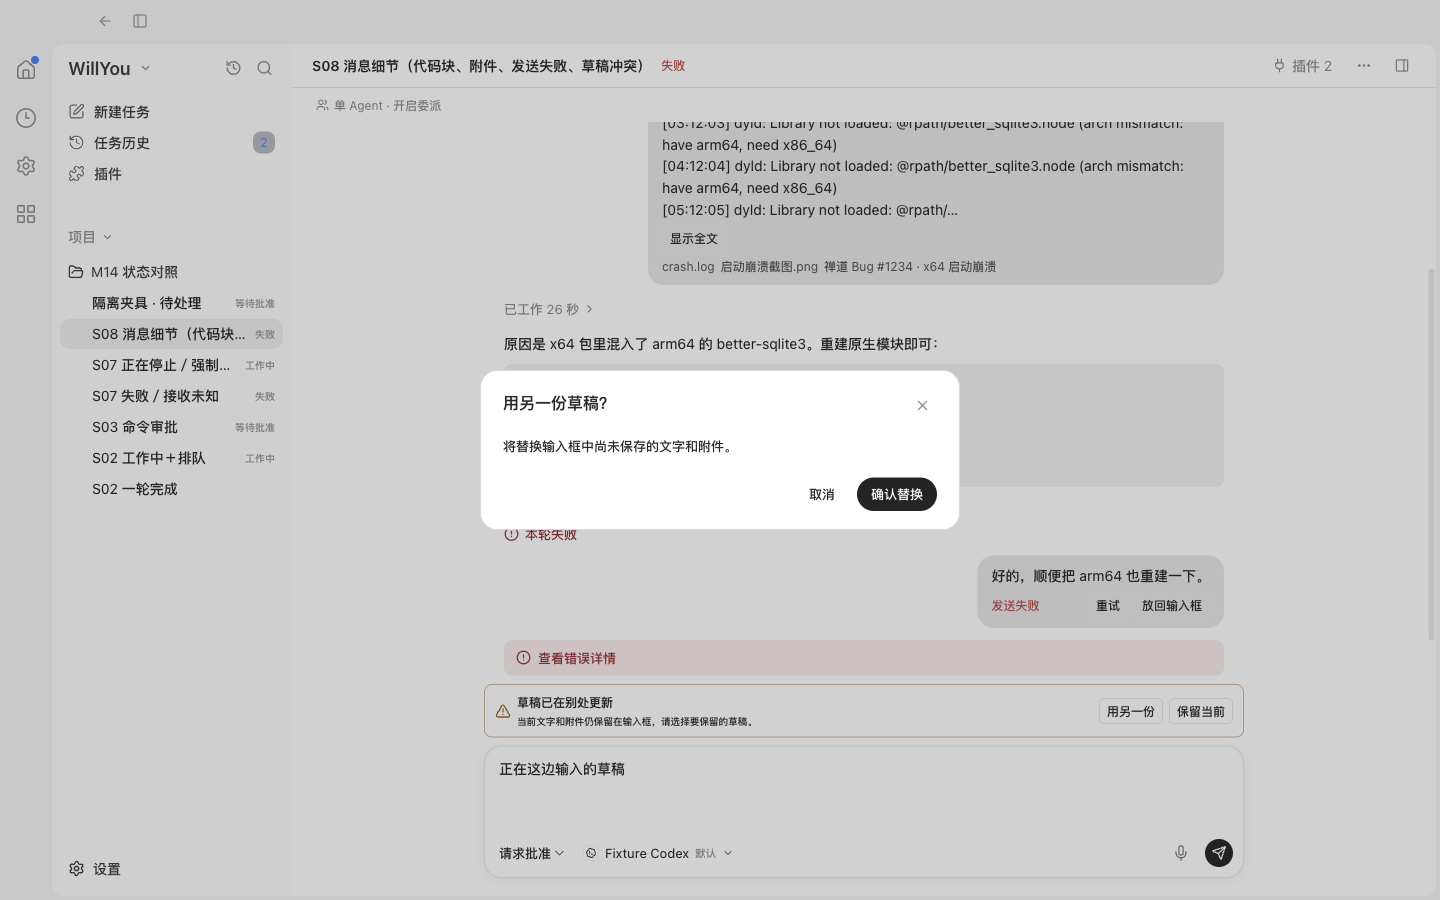 WillYou
新建任务
任务历史
2
插件
项目
M14 状态对照
隔离夹具 · 待处理 等待批准
S08 消息细节（代码块... 失败
S07 正在停止 / 强制... 工作中
S07 失败 / 接收未知 失败
S03 命令审批 等待批准
S02 工作中＋排队 工作中
S02 一轮完成
设置
S08 消息细节（代码块、附件、发送失败、草稿冲突） 失败
插件 2
单 Agent · 开启委派
[03:12:03] dyld: Library not loaded: @rpath/better_sqlite3.node (arch mismatch:
have arm64, need x86_64)
[04:12:04] dyld: Library not loaded: @rpath/better_sqlite3.node (arch mismatch:
have arm64, need x86_64)
[05:12:05] dyld: Library not loaded: @rpath/...
显示全文
crash.log 启动崩溃截图.png 禅道 Bug #1234 · x64 启动崩溃
已工作 26 秒
原因是 x64 包里混入了 arm64 的 better-sqlite3。重建原生模块即可：
用另一份草稿？
将替换输入框中尚未保存的文字和附件。
取消 确认替换
本轮失败
好的，顺便把 arm64 也重建一下。
发送失败 重试 放回输入框
查看错误详情
草稿已在别处更新
当前文字和附件仍保留在输入框，请选择要保留的草稿。
用另一份 保留当前
正在这边输入的草稿
请求批准 Fixture Codex 默认